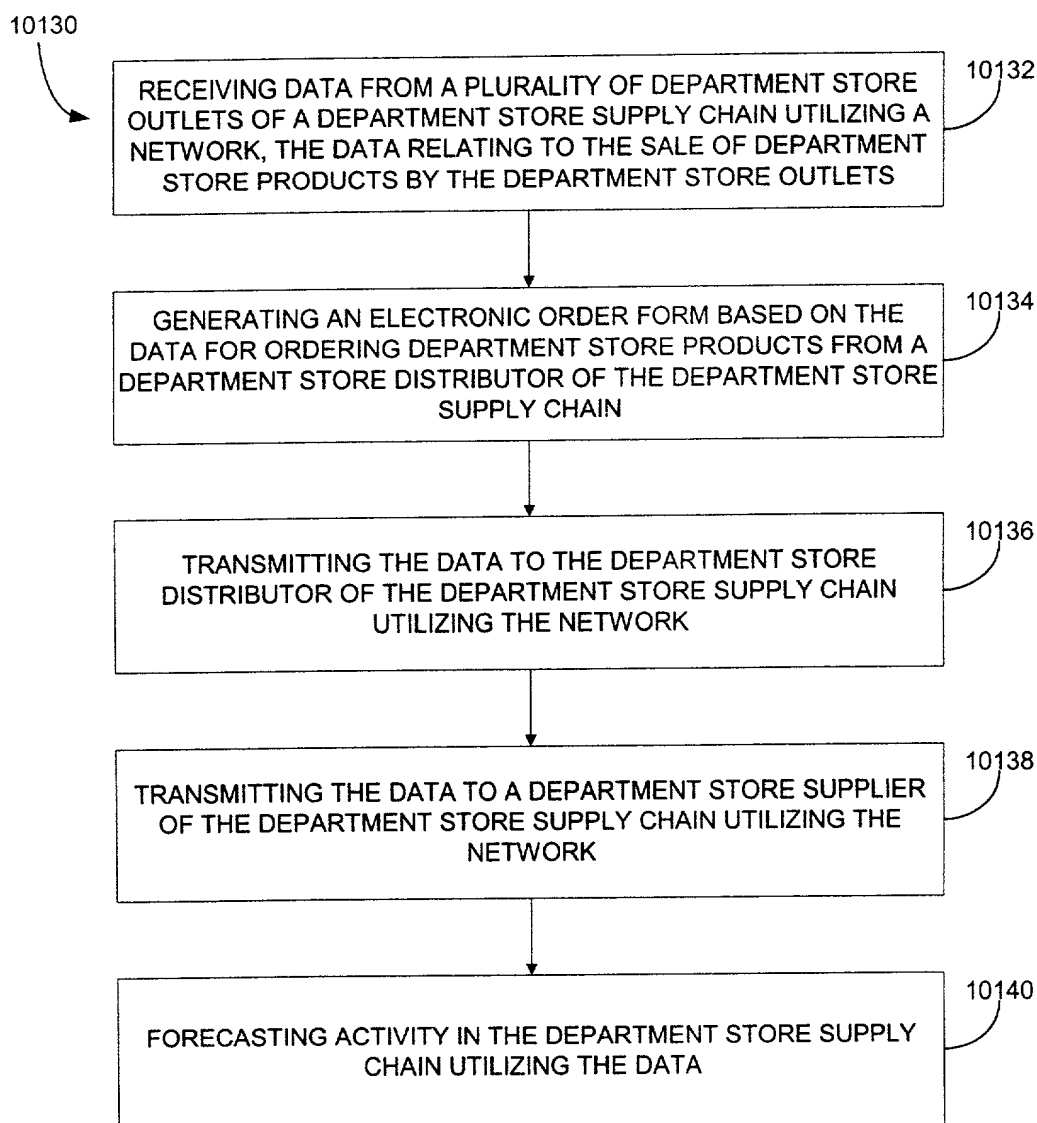 10130
10132
RECEIVING DATA FROM A PLURALITY OF DEPARTMENT STORE
OUTLETS OF A DEPARTMENT STORE SUPPLY CHAIN UTILIZING A
NETWORK, THE DATA RELATING TO THE SALE OF DEPARTMENT
STORE PRODUCTS BY THE DEPARTMENT STORE OUTLETS
10134
GENERATING AN ELECTRONIC ORDER FORM BASED ON THE
DATA FOR ORDERING DEPARTMENT STORE PRODUCTS FROM A
DEPARTMENT STORE DISTRIBUTOR OF THE DEPARTMENT STORE
SUPPLY CHAIN
10136
TRANSMITTING THE DATA TO THE DEPARTMENT STORE
DISTRIBUTOR OF THE DEPARTMENT STORE SUPPLY CHAIN
UTILIZING THE NETWORK
10138
TRANSMITTING THE DATA TO A DEPARTMENT STORE SUPPLIER
OF THE DEPARTMENT STORE SUPPLY CHAIN UTILIZING THE
NETWORK
10140
FORECASTING ACTIVITY IN THE DEPARTMENT STORE SUPPLY
CHAIN UTILIZING THE DATA